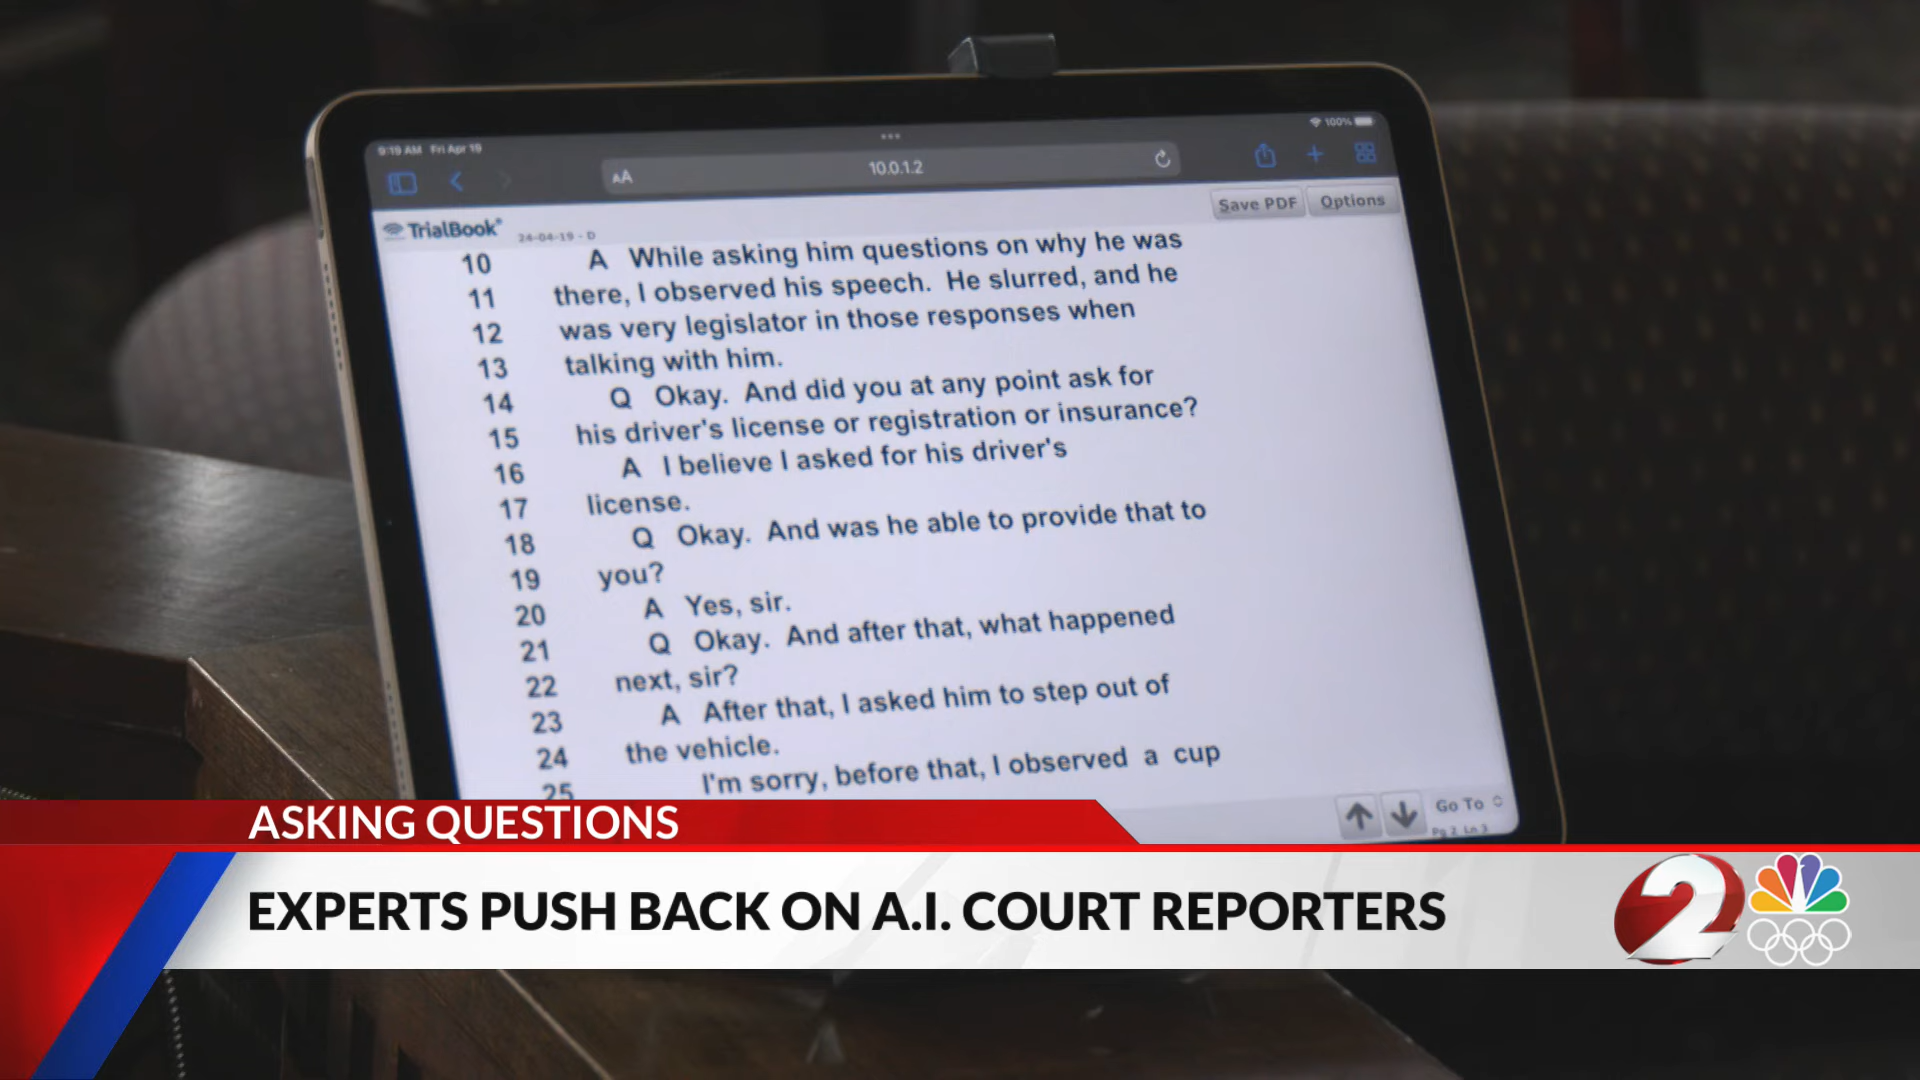 9:19 AM Fri Apr 19
100%
AA
10.0.1.2
TrialBook
24-04-19 - D
Save PDF
Options
10 A While asking him questions on why he was
11 there, I observed his speech. He slurred, and he
12 was very legislator in those responses when
13 talking with him.
14 Q Okay. And did you at any point ask for
15 his driver's license or registration or insurance?
16 A I believe I asked for his driver's
17 license.
18 Q Okay. And was he able to provide that to
19 you?
20 A Yes, sir.
21 Q Okay. And after that, what happened
22 next, sir?
23 A After that, I asked him to step out of
24 the vehicle.
25 I'm sorry, before that, I observed a cup
Go To
Pg 2 Ln 3
ASKING QUESTIONS
EXPERTS PUSH BACK ON A.I. COURT REPORTERS
2